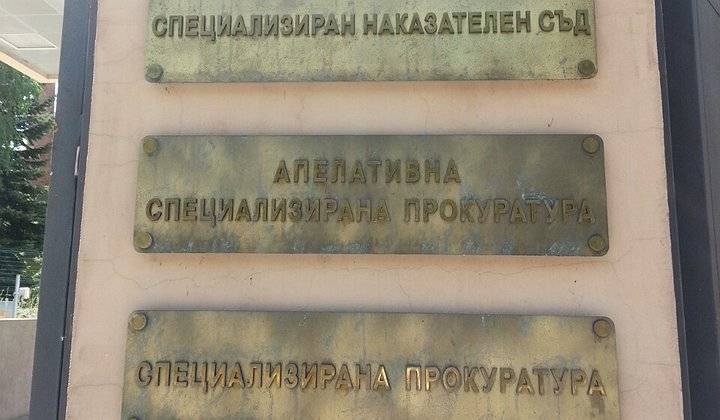 СПЕЦИАЛИЗИРАН НАКАЗАТЕЛЕН СЪД
АПЕЛАТИВНА
СПЕЦИАЛИЗИРАНА ПРОКУРАТУРА
СПЕЦИАЛИЗИРАНА ПРОКУРАТУРА